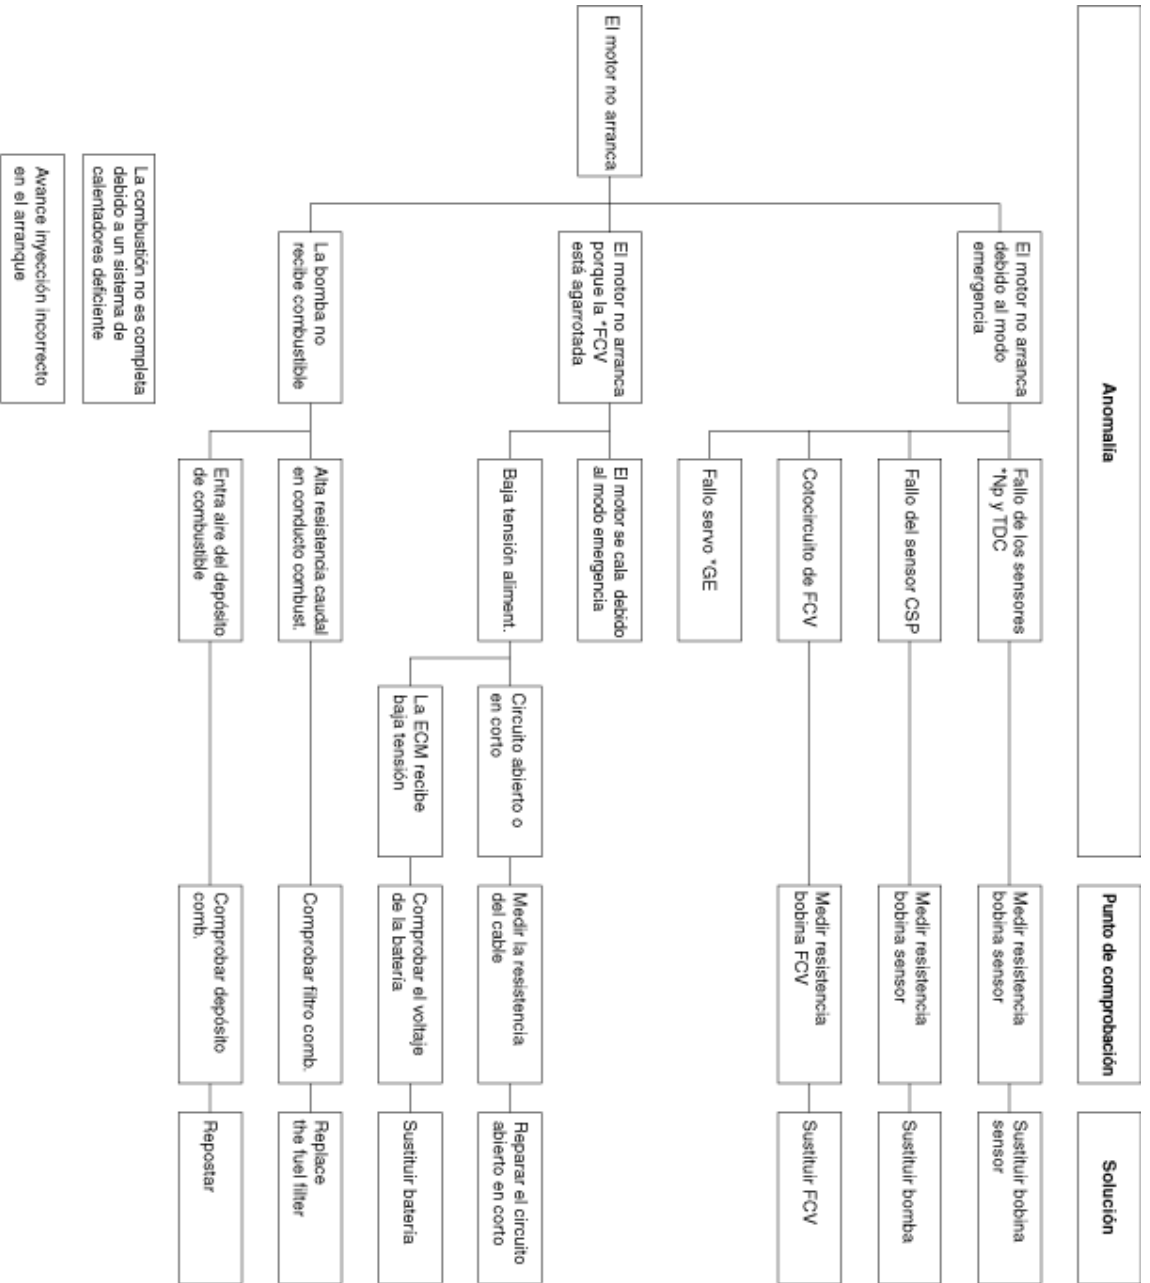 Anomalía
Punto de comprobación
Solución
El motor no arranca
El motor no arranca
debido al modo
emergencia
Fallo de los sensores
*Np y TDC
Medir resistencia
bobina sensor
Sustituir bobina
sensor
Fallo del sensor CSP
Medir resistencia
bobina sensor
Sustituir bomba
Cotocircuito de FCV
Medir resistencia
bobina FCV
Sustituir FCV
Fallo servo *GE
El motor no arranca
porque la *FCV
está agarrotada
El motor se cala debido
al modo emergencia
Baja tensión aliment.
Circuito abierto o
en corto
Medir la resistencia
del cable
Reparar el circuito
abierto en corto
La ECM recibe
baja tensión
Comprobar el voltaje
de la batería
Sustituir batería
La bomba no
recibe combustible
Alta resistencia caudal
en conducto combust.
Comprobar filtro comb.
Replace
the fuel filter
Entra aire del depósito
de combustible
Comprobar depósito
comb.
Repostar
La combustión no es completa
debido a un sistema de
calentadores deficiente
Avance inyección incorrecto
en el arranque